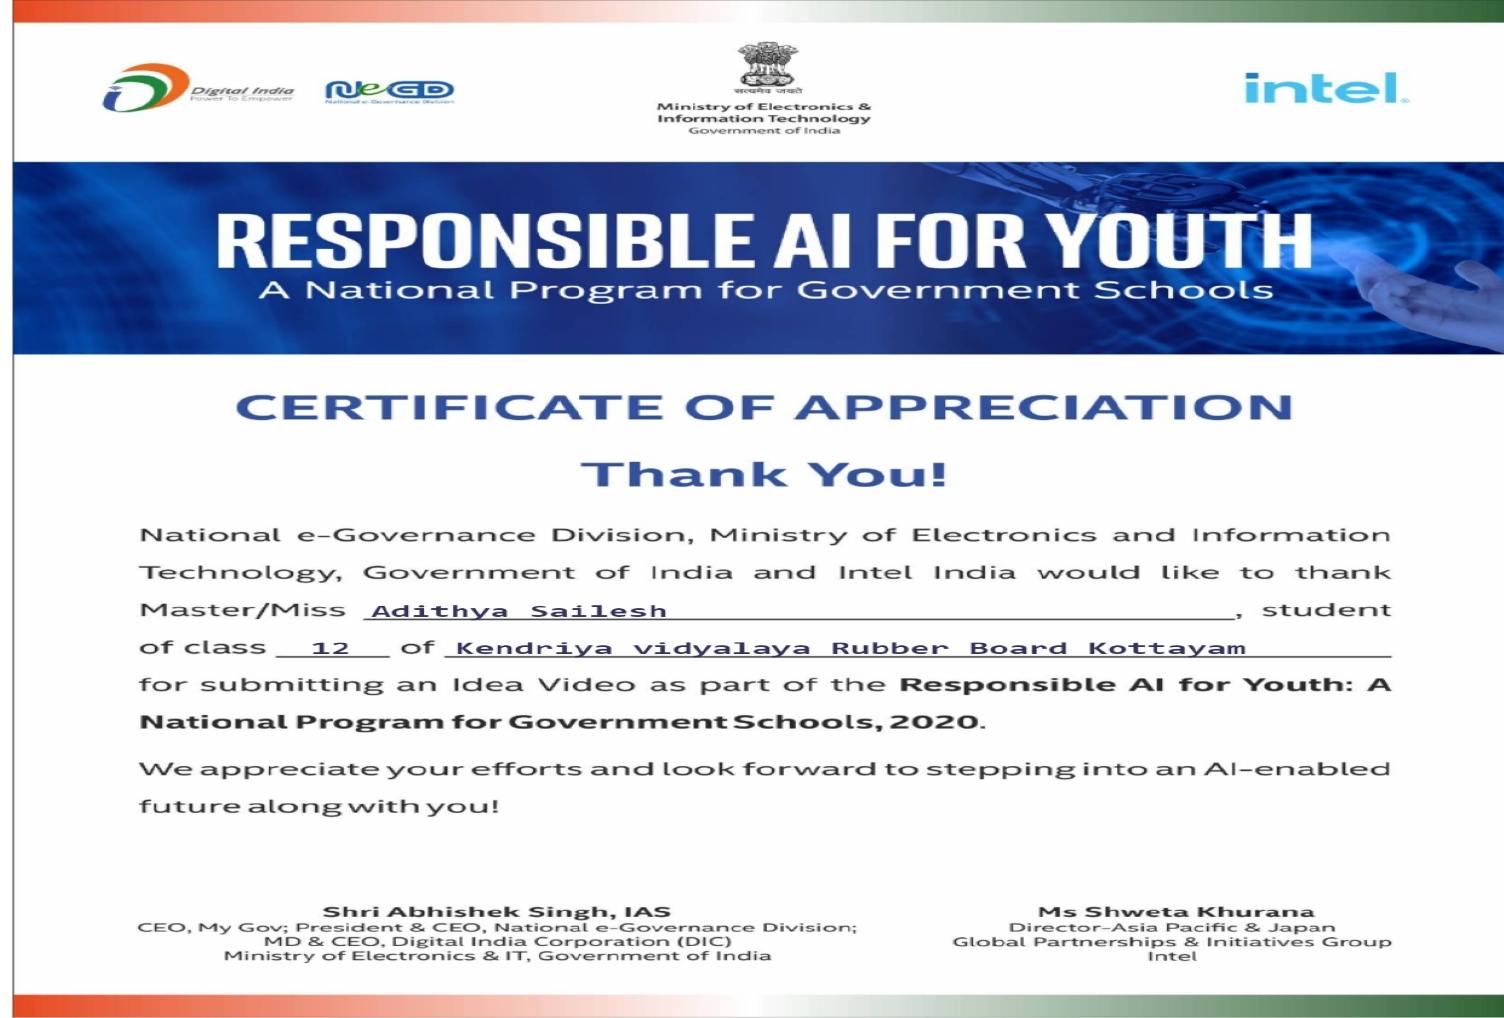 Digital India
Power To Empower
NeGD
National e-Governance Division
सत्यमेव जयते
Ministry of Electronics &
Information Technology
Government of India
intel.
RESPONSIBLE AI FOR YOUTH
A National Program for Government Schools
CERTIFICATE OF APPRECIATION
Thank You!
National e-Governance Division, Ministry of Electronics and Information
Technology, Government of India and Intel India would like to thank
Master/Miss Adithya Sailesh, student
of class 12 of Kendriya vidyalaya Rubber Board Kottayam
for submitting an Idea Video as part of the Responsible AI for Youth: A
National Program for Government Schools, 2020.
We appreciate your efforts and look forward to stepping into an AI-enabled
future along with you!
Shri Abhishek Singh, IAS
CEO, My Gov; President & CEO, National e-Governance Division;
MD & CEO, Digital India Corporation (DIC)
Ministry of Electronics & IT, Government of India
Ms Shweta Khurana
Director-Asia Pacific & Japan
Global Partnerships & Initiatives Group
Intel